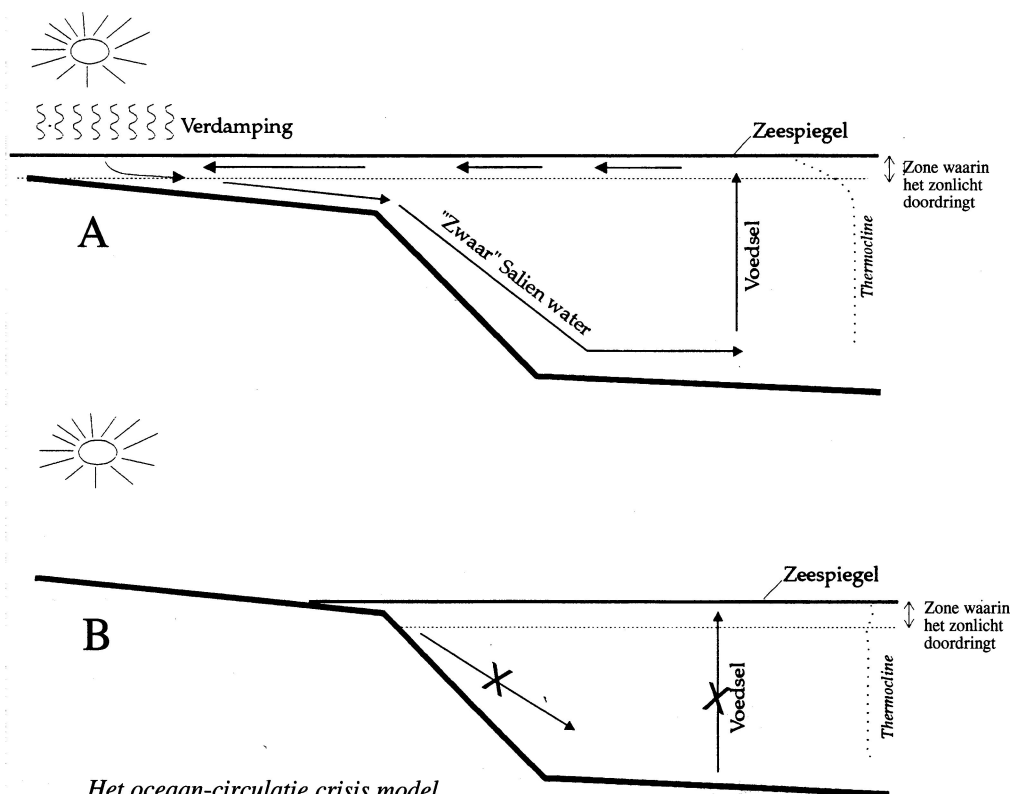 Verdamping
Zeespiegel
Zone waarin
het zonlicht
doordringt
A
"Zwaar" Salien water
Voedsel
Thermocline
Zeespiegel
Zone waarin
het zonlicht
doordringt
B
X
X
Voedsel
Thermocline
Het oceaan-circulatie crisis model